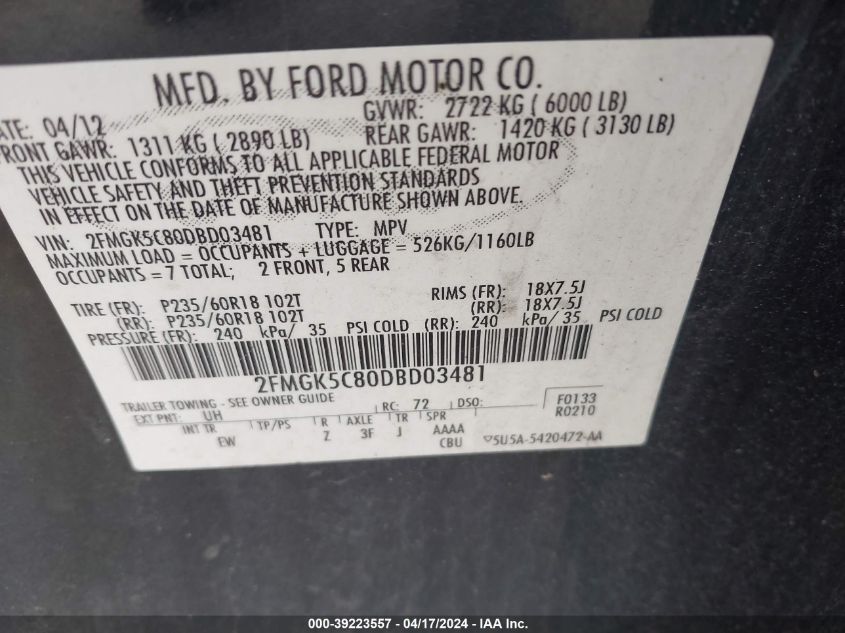 MFD. BY FORD MOTOR CO.
DATE: 04/12 GVWR: 2722 KG ( 6000 LB)
FRONT GAWR: 1311 KG ( 2890 LB) REAR GAWR: 1420 KG ( 3130 LB)
THIS VEHICLE CONFORMS TO ALL APPLICABLE FEDERAL MOTOR
VEHICLE SAFETY AND THEFT PREVENTION STANDARDS
IN EFFECT ON THE DATE OF MANUFACTURE SHOWN ABOVE.
VIN: 2FMGK5C80DBD03481 TYPE: MPV
MAXIMUM LOAD = OCCUPANTS + LUGGAGE = 526KG/1160LB
OCCUPANTS = 7 TOTAL; 2 FRONT, 5 REAR
TIRE (FR): P235/60R18 102T RIMS (FR): 18X7.5J
(RR): P235/60R18 102T (RR): 18X7.5J
PRESSURE (FR): 240 kPa/ 35 PSI COLD (RR): 240 kPa/ 35 PSI COLD
2FMGK5C80DBD03481
TRAILER TOWING - SEE OWNER GUIDE
EXT PNT: UH RC: 72 DSO: F0133
R0210
INT TR TP/PS R AXLE TR SPR
EW Z 3F J AAAA
CBU ▽5U5A-5420472-AA
000-39223557 - 04/17/2024 - IAA Inc.